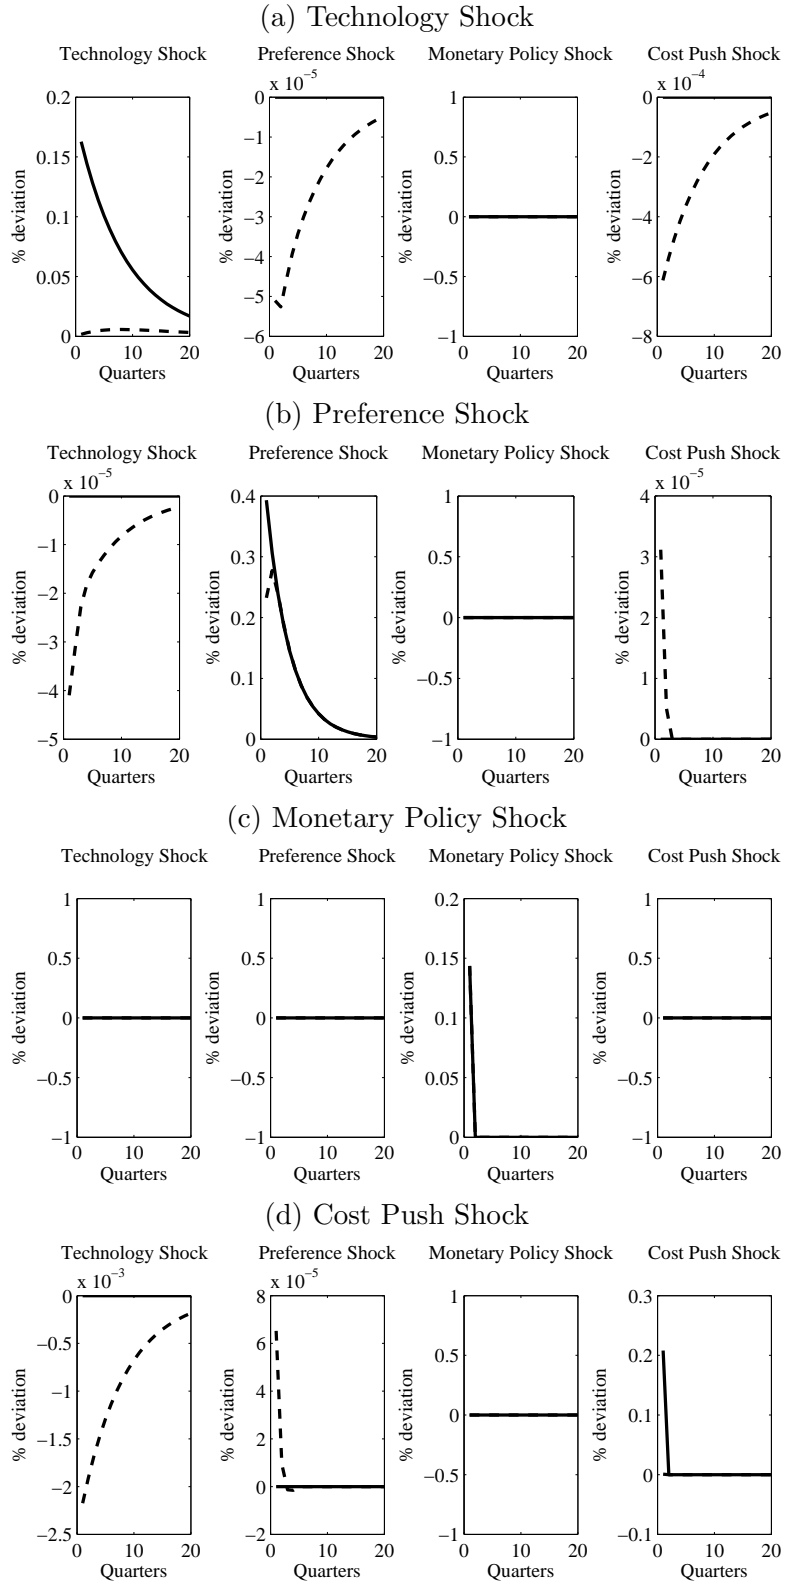 (a) Technology Shock
Technology Shock Preference Shock Monetary Policy Shock Cost Push Shock
x 10−5 x 10−4
0.2 0 1 0
0.15 −1 0.5 −2
−2
0.1 −3 0 −4
0.05 −4 −0.5 −6
−5
0 −6 −1 −8
% deviation % deviation % deviation % deviation
0 10 20 0 10 20 0 10 20 0 10 20
Quarters Quarters Quarters Quarters
(b) Preference Shock
Technology Shock Preference Shock Monetary Policy Shock Cost Push Shock
x 10−5 x 10−5
0 0.4 1 4
−1 0.3 0.5 3
−2
0.2 0 2
−3
−4 0.1 −0.5 1
−5 0 −1 0
% deviation % deviation % deviation % deviation
0 10 20 0 10 20 0 10 20 0 10 20
Quarters Quarters Quarters Quarters
(c) Monetary Policy Shock
Technology Shock Preference Shock Monetary Policy Shock Cost Push Shock
1 1 0.2 1
0.5 0.5 0.15 0.5
0 0 0.1 0
−0.5 −0.5 0.05 −0.5
−1 −1 0 −1
% deviation % deviation % deviation % deviation
0 10 20 0 10 20 0 10 20 0 10 20
Quarters Quarters Quarters Quarters
(d) Cost Push Shock
Technology Shock Preference Shock Monetary Policy Shock Cost Push Shock
x 10−3 x 10−5
0 8 1 0.3
−0.5 6 0.5 0.2
−1 4
0 0.1
−1.5 2
−2 0 −0.5 0
−2.5 −2 −1 −0.1
% deviation % deviation % deviation % deviation
0 10 20 0 10 20 0 10 20 0 10 20
Quarters Quarters Quarters Quarters